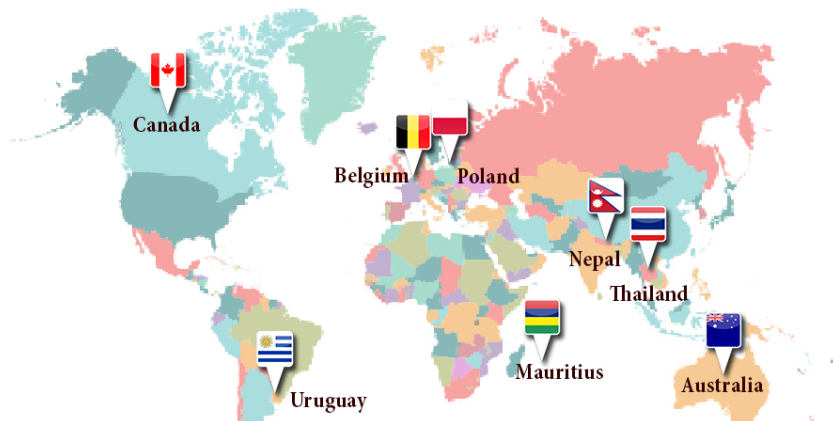 Canada
Belgium
Poland
Nepal
Thailand
Mauritius
Australia
Uruguay